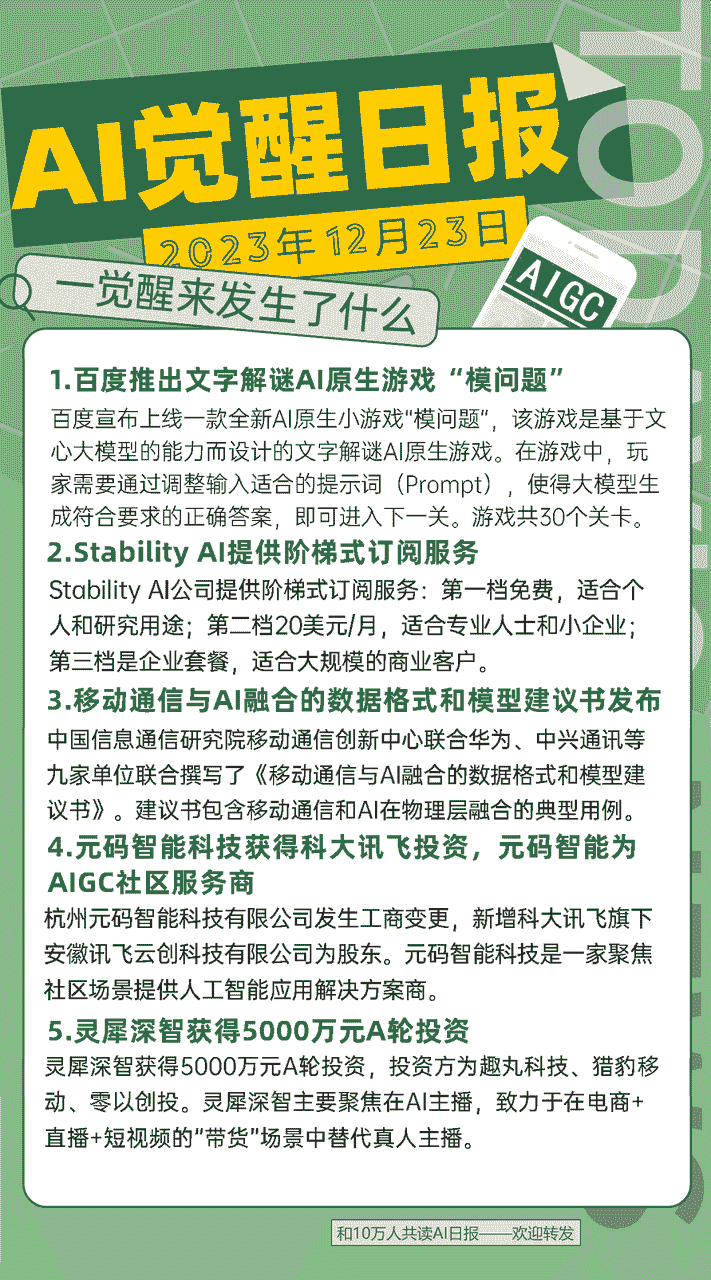 AI觉醒日报
2023年12月23日
一觉醒来发生了什么
AIGC
1.百度推出文字解谜AI原生游戏“模问题”
百度宣布上线一款全新AI原生小游戏“模问题“，该游戏是基于文
心大模型的能力而设计的文字解谜AI原生游戏。在游戏中，玩
家需要通过调整输入适合的提示词（Prompt），使得大模型生
成符合要求的正确答案，即可进入下一关。游戏共30个关卡。
2.Stability AI提供阶梯式订阅服务
Stability AI公司提供阶梯式订阅服务：第一档免费，适合个
人和研究用途；第二档20美元/月，适合专业人士和小企业；
第三档是企业套餐，适合大规模的商业客户。
3.移动通信与AI融合的数据格式和模型建议书发布
中国信息通信研究院移动通信创新中心联合华为、中兴通讯等
九家单位联合撰写了《移动通信与AI融合的数据格式和模型建
议书》。建议书包含移动通信和AI在物理层融合的典型用例。
4.元码智能科技获得科大讯飞投资，元码智能为
AIGC社区服务商
杭州元码智能科技有限公司发生工商变更，新增科大讯飞旗下
安徽讯飞云创科技有限公司为股东。元码智能科技是一家聚焦
社区场景提供人工智能应用解决方案商。
5.灵犀深智获得5000万元A轮投资
灵犀深智获得5000万元A轮投资，投资方为趣丸科技、猎豹移
动、零以创投。灵犀深智主要聚焦在AI主播，致力于在电商+
直播+短视频的“带货”场景中替代真人主播。
和10万人共读AI日报——欢迎转发